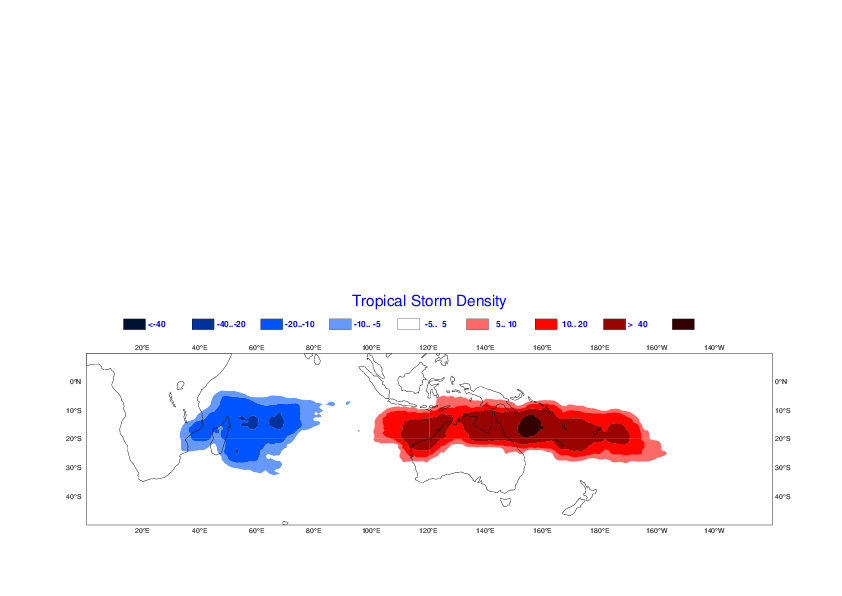 Tropical Storm Density
<-40 -40..-20 -20..-10 -10.. -5 -5.. 5 5.. 10 10.. 20 > 40
20°E 40°E 60°E 80°E 100°E 120°E 140°E 160°E 180°E 160°W 140°W
0°N 0°N
10°S 10°S
20°S 20°S
30°S 30°S
40°S 40°S
20°E 40°E 60°E 80°E 100°E 120°E 140°E 160°E 180°E 160°W 140°W